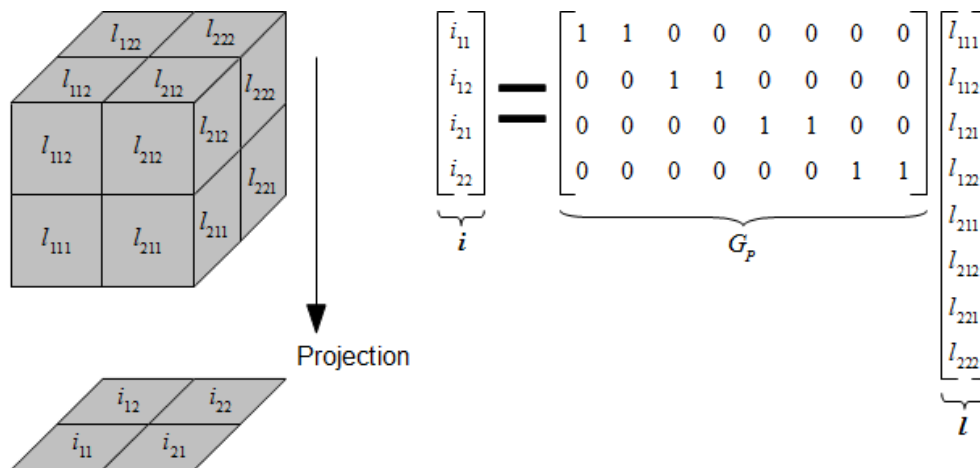 l₁₂₂ l₂₂₂
l₁₁₂ l₂₁₂ l₂₂₂
l₁₁₂ l₂₁₂ l₂₁₂
l₂₂₁
l₁₁₁ l₂₁₁ l₂₁₁
Projection
i₁₂ i₂₂
i₁₁ i₂₁
i₁₁
i₁₂
i₂₁
i₂₂
i
=
1 1 0 0 0 0 0 0
0 0 1 1 0 0 0 0
0 0 0 0 1 1 0 0
0 0 0 0 0 0 1 1
G_P
l₁₁₁
l₁₁₂
l₁₂₁
l₁₂₂
l₂₁₁
l₂₁₂
l₂₂₁
l₂₂₂
l